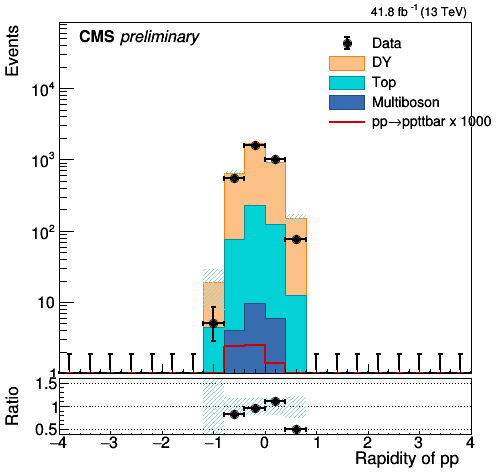 41.8 fb⁻¹ (13 TeV)
Events
CMS preliminary
Data
DY
Top
Multiboson
pp→ppttbar x 1000
10⁴
10³
10²
10
1
Ratio
1.5
1
0.5
−4 −3 −2 −1 0 1 2 3 4
Rapidity of pp